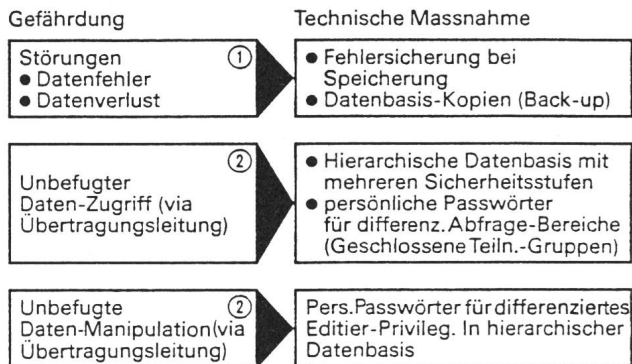 Gefährdung
Technische Massnahme
Störungen ①
● Datenfehler
● Datenverlust
● Fehlersicherung bei
Speicherung
● Datenbasis-Kopien (Back-up)
②
Unbefugter
Daten-Zugriff (via
Übertragungsleitung)
● Hierarchische Datenbasis mit
mehreren Sicherheitsstufen
● persönliche Passwörter
für differenz. Abfrage-Bereiche
(Geschlossene Teiln.-Gruppen)
Unbefugte ②
Daten-Manipulation(via
Übertragungsleitung)
Pers.Passwörter für differenziertes
Editier-Privileg. In hierarchischer
Datenbasis